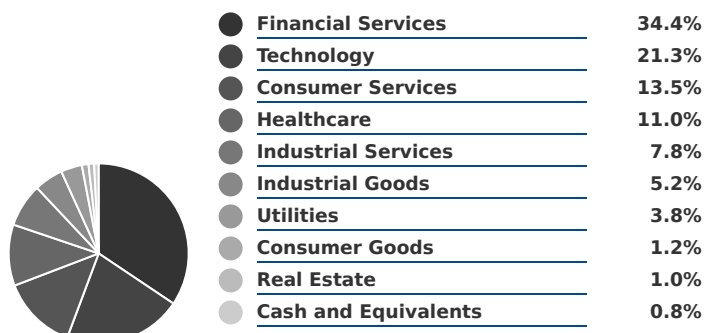 Financial Services 34.4%
Technology 21.3%
Consumer Services 13.5%
Healthcare 11.0%
Industrial Services 7.8%
Industrial Goods 5.2%
Utilities 3.8%
Consumer Goods 1.2%
Real Estate 1.0%
Cash and Equivalents 0.8%